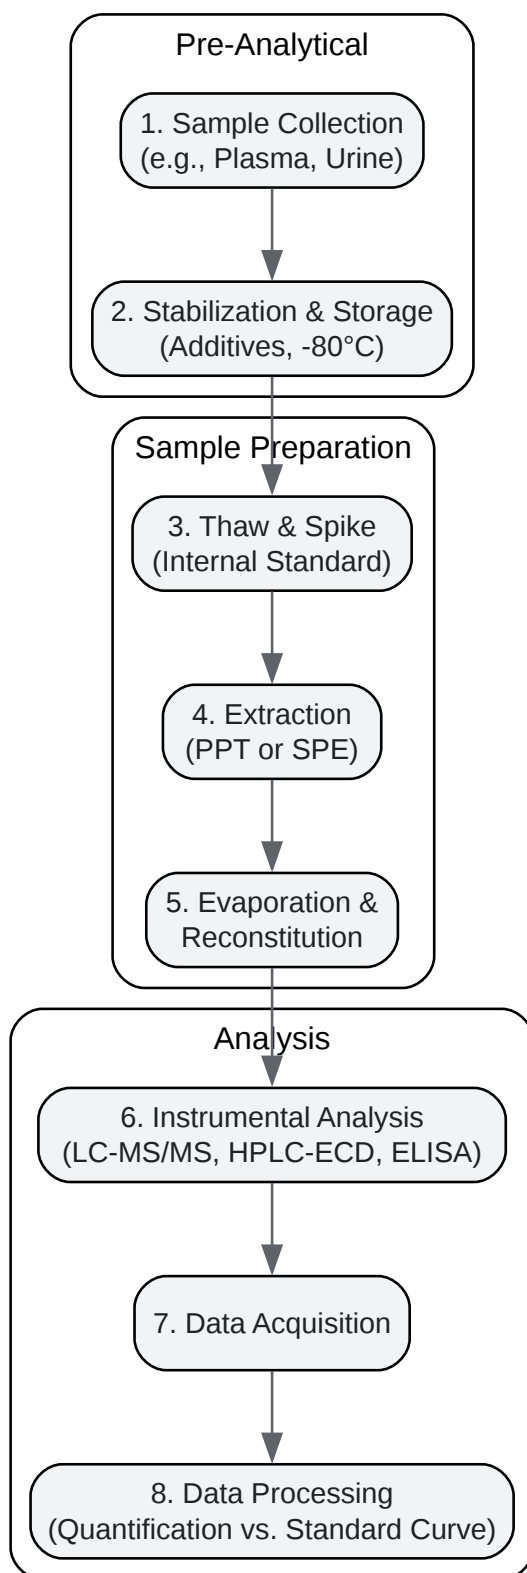 Pre-Analytical
1. Sample Collection
(e.g., Plasma, Urine)
2. Stabilization & Storage
(Additives, -80°C)
Sample Preparation
3. Thaw & Spike
(Internal Standard)
4. Extraction
(PPT or SPE)
5. Evaporation &
Reconstitution
Analysis
6. Instrumental Analysis
(LC-MS/MS, HPLC-ECD, ELISA)
7. Data Acquisition
8. Data Processing
(Quantification vs. Standard Curve)